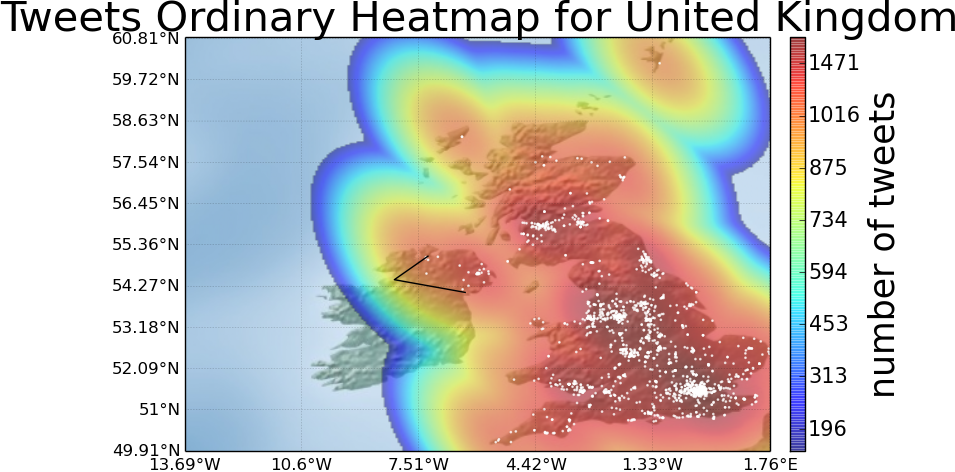 Tweets Ordinary Heatmap for United Kingdom
60.81°N
59.72°N
58.63°N
57.54°N
56.45°N
55.36°N
54.27°N
53.18°N
52.09°N
51°N
49.91°N
13.69°W 10.6°W 7.51°W 4.42°W 1.33°W 1.76°E
1471
1016
875
734
594
453
313
196
number of tweets